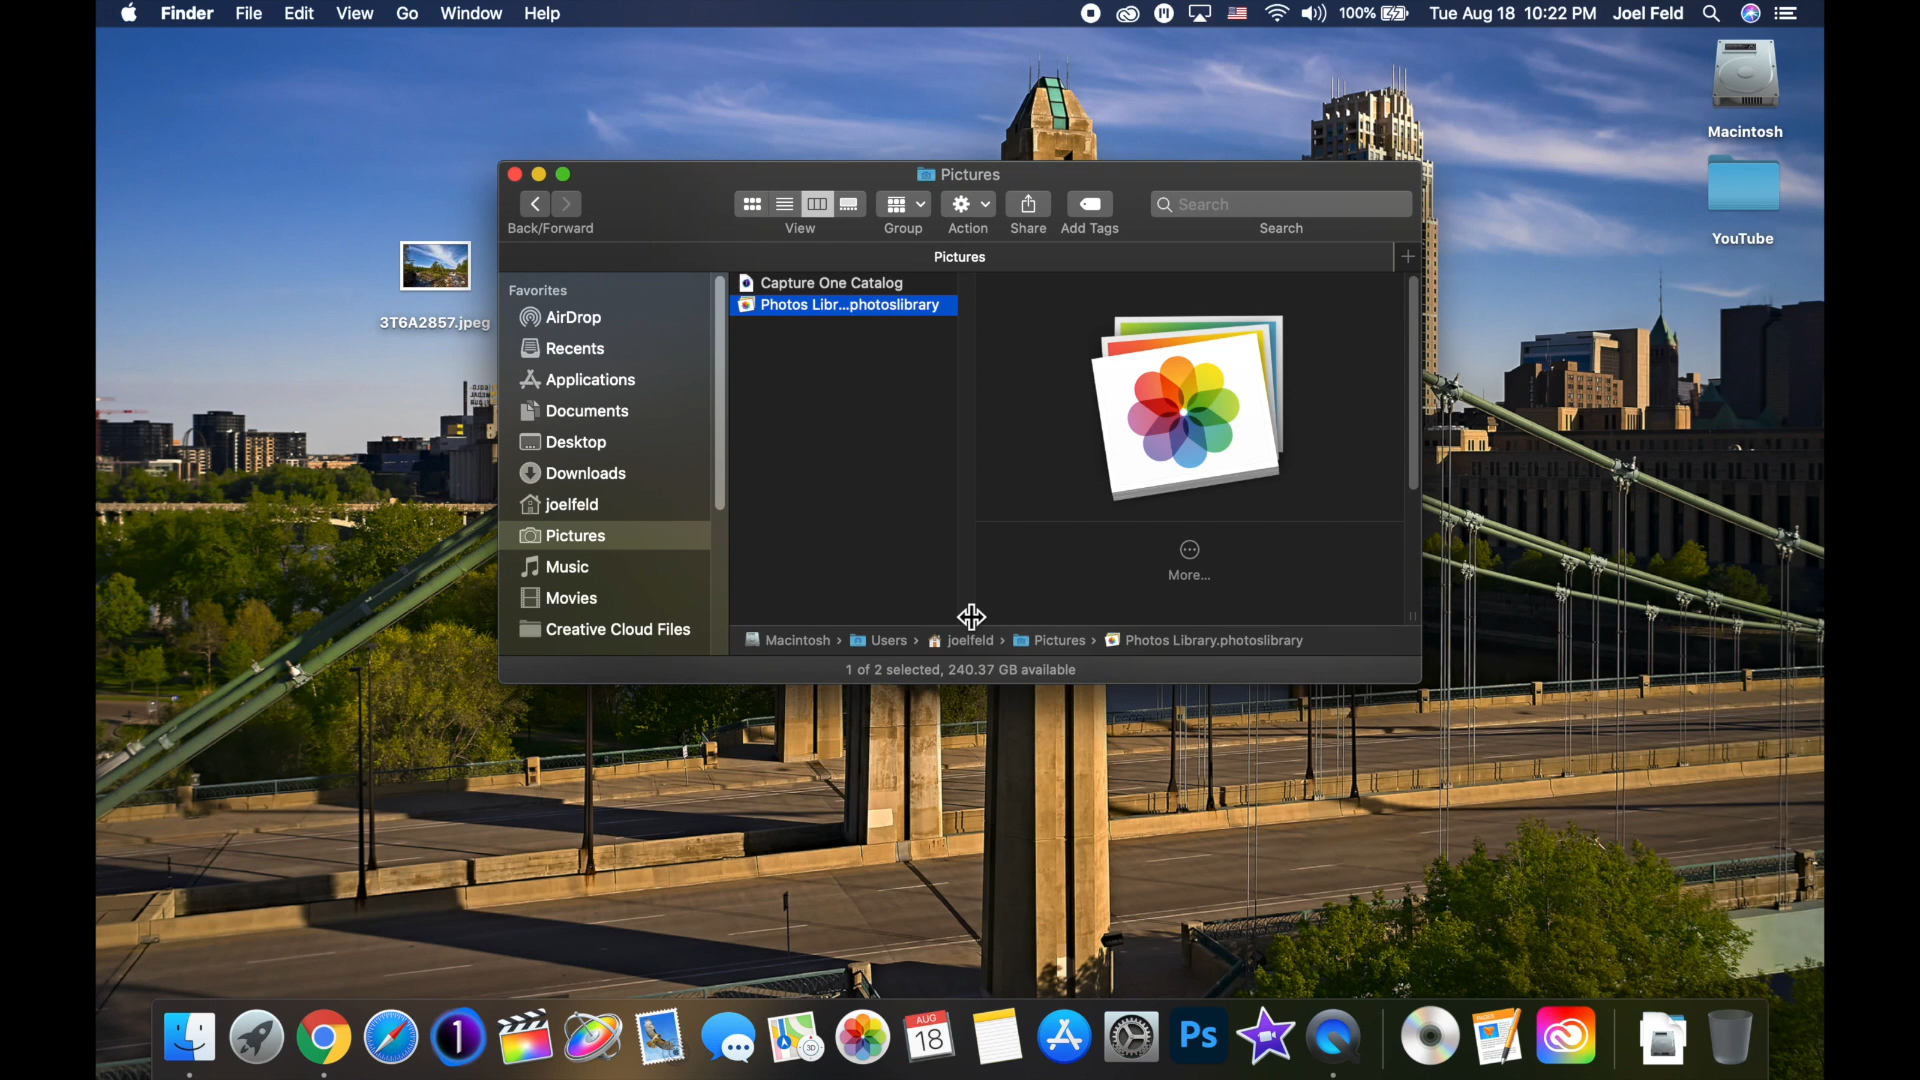 Finder File Edit View Go Window Help 100% Tue Aug 18 10:22 PM Joel Feld
Macintosh
YouTube
3T6A2857.jpeg
Pictures
Search
Back/Forward View Group Action Share Add Tags Search
Pictures
Favorites
AirDrop
Recents
Applications
Documents
Desktop
Downloads
joelfeld
Pictures
Music
Movies
Creative Cloud Files
Capture One Catalog
Photos Libr...photoslibrary
More...
Macintosh › Users › joelfeld › Pictures › Photos Library.photoslibrary
1 of 2 selected, 240.37 GB available
1
3D
AUG
18
Ps